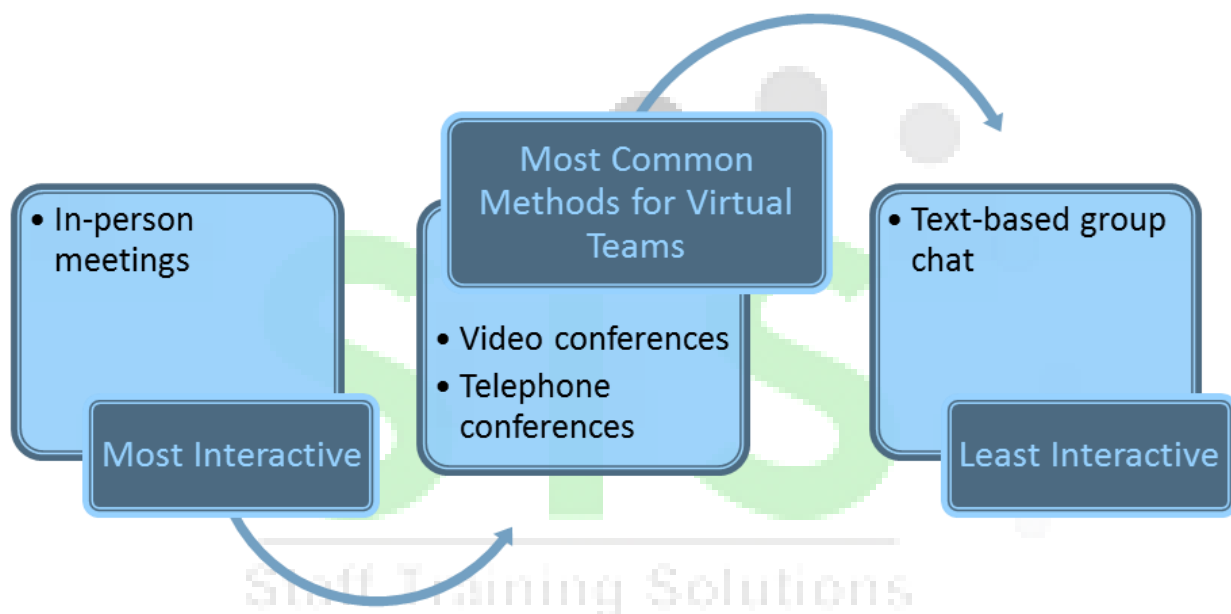 • In-person
meetings
Most Interactive
Most Common
Methods for Virtual
Teams
• Video conferences
• Telephone
conferences
• Text-based group
chat
Least Interactive
STS
Staff Training Solutions